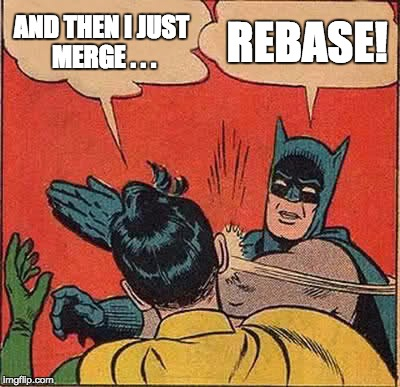 AND THEN I JUST
MERGE . . .
REBASE!
imgflip.com